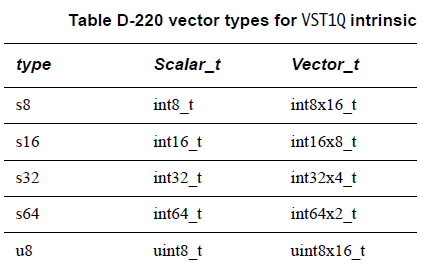 Table D-220 vector types for VST1Q intrinsic
type Scalar_t Vector_t
s8 int8_t int8x16_t
s16 int16_t int16x8_t
s32 int32_t int32x4_t
s64 int64_t int64x2_t
u8 uint8_t uint8x16_t